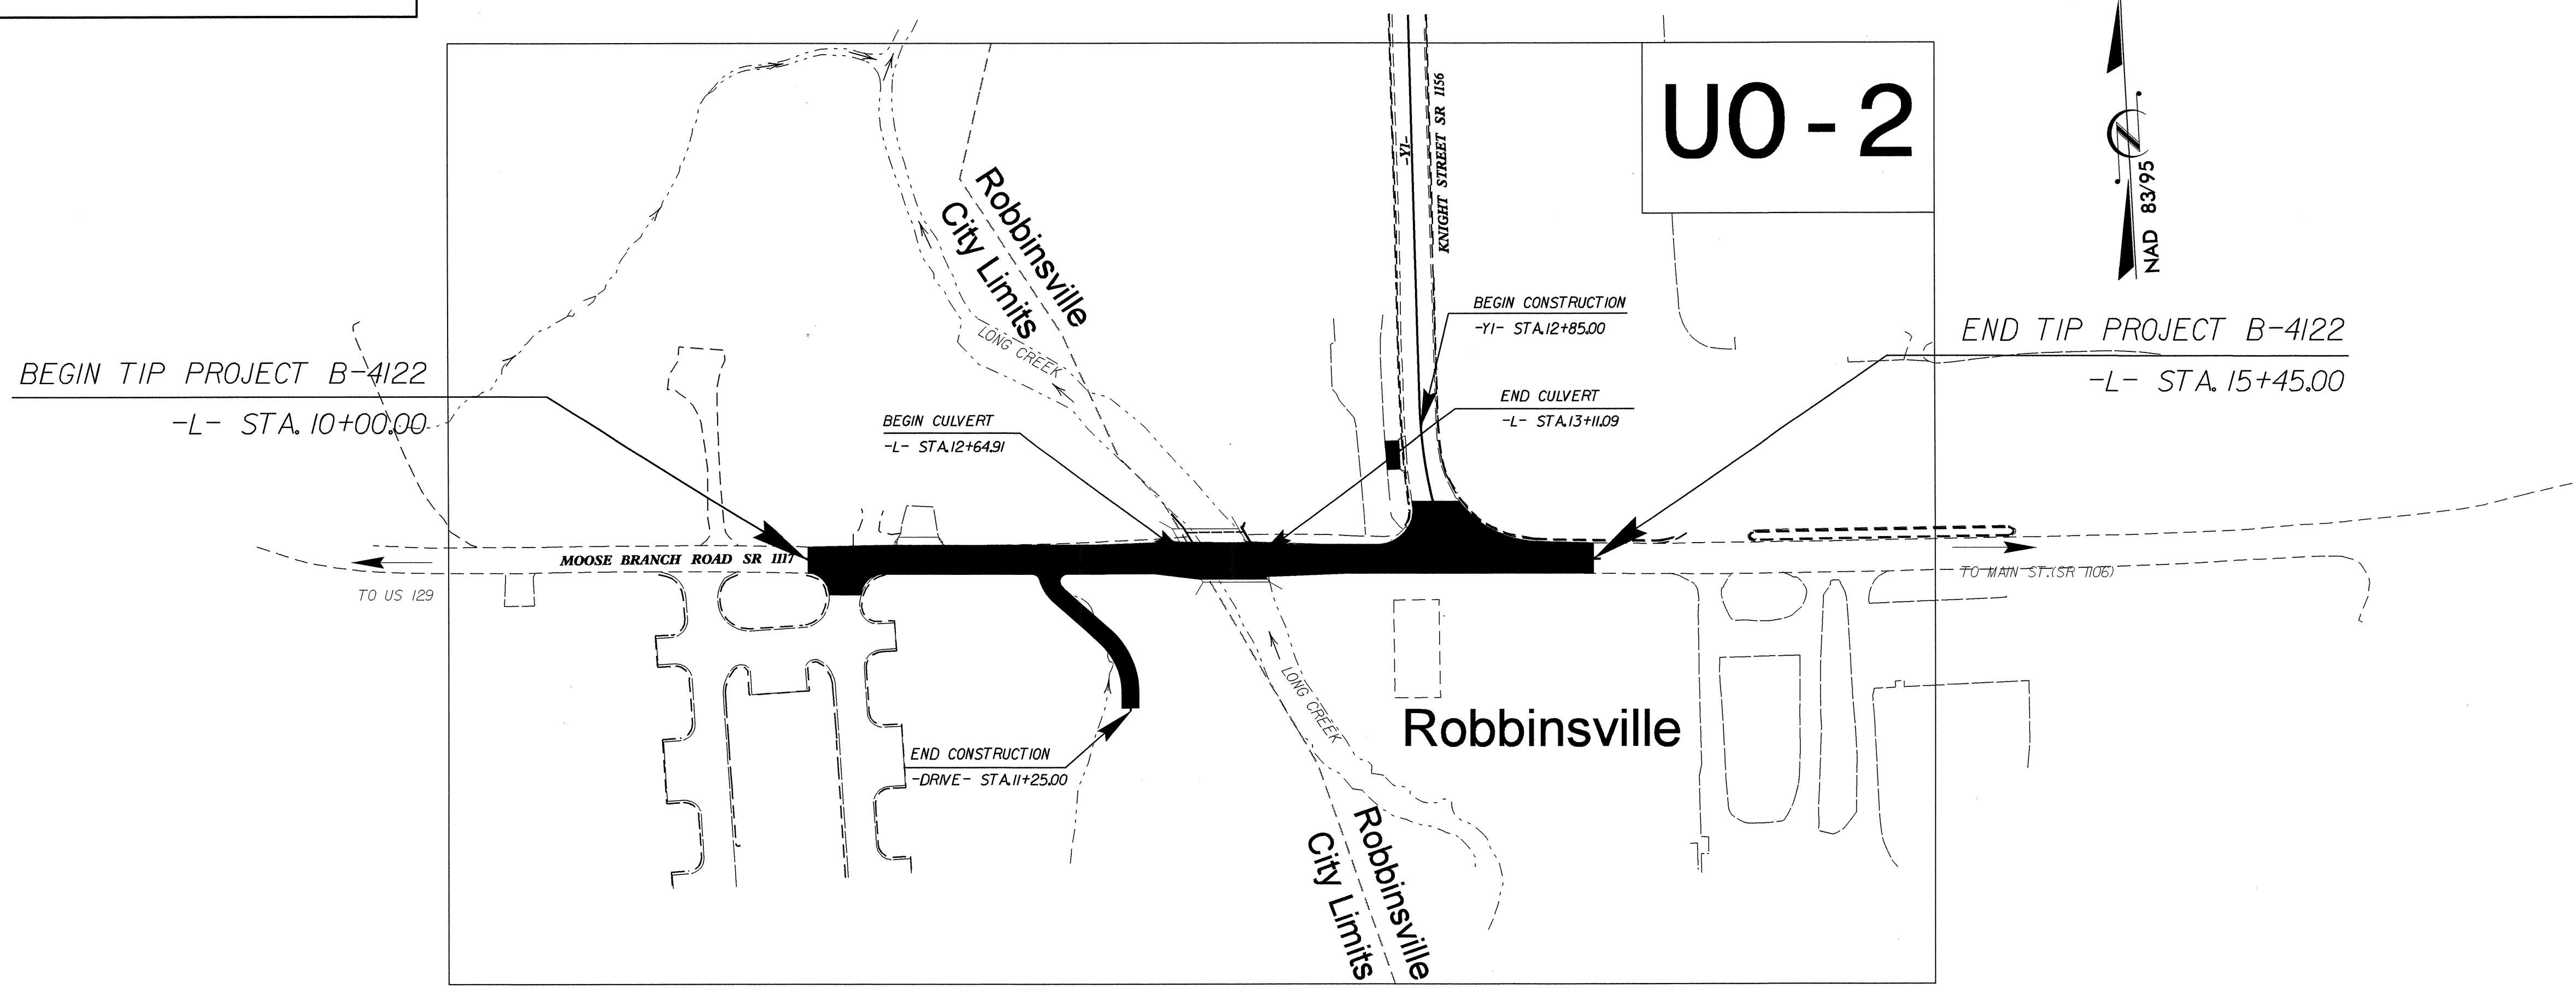 UO-2
NAD 83/95
-Y1-
KNIGHT STREET SR 1156
Robbinsville
City Limits
LONG CREEK
BEGIN CONSTRUCTION
-Y1- STA.12+85.00
BEGIN TIP PROJECT B-4122
-L- STA. 10+00.00
END TIP PROJECT B-4122
-L- STA. 15+45.00
BEGIN CULVERT
-L- STA.12+64.91
END CULVERT
-L- STA.13+11.09
MOOSE BRANCH ROAD SR 1117
TO US 129
TO MAIN ST.(SR 1106)
LONG CREEK
Robbinsville
END CONSTRUCTION
-DRIVE- STA.11+25.00
Robbinsville
City Limits